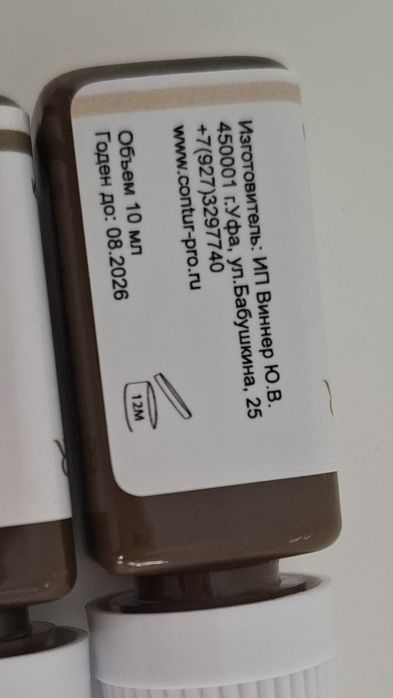 Изготовитель: ИП Виннер Ю.В.
450001 г.Уфа, ул.Бабушкина, 25
+7(927)3297740
www.contur-pro.ru
Объем 10 мл
Годен до: 08.2026
12М